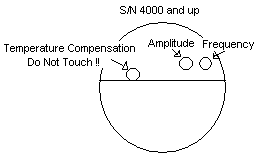 S/N 4000 and up
Amplitude Frequency
Temperature Compensation
Do Not Touch !!